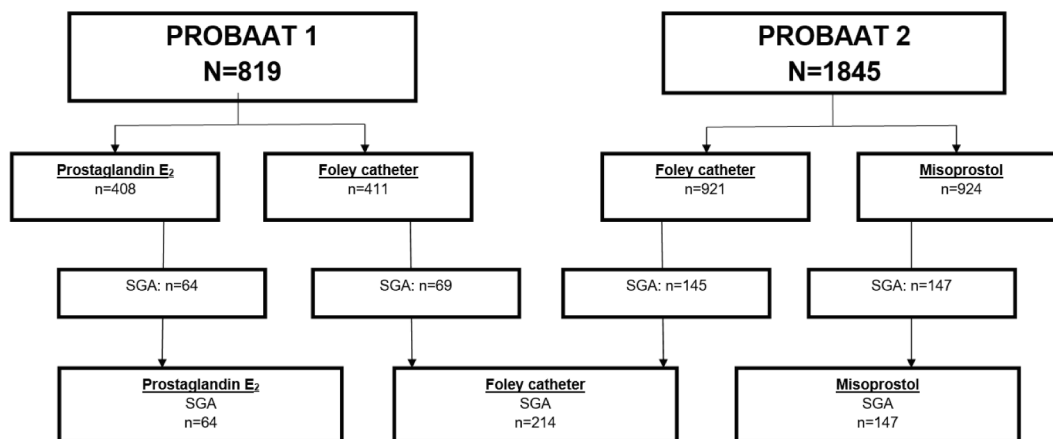 PROBAAT 1
N=819
PROBAAT 2
N=1845
Prostaglandin E₂
n=408
Foley catheter
n=411
Foley catheter
n=921
Misoprostol
n=924
SGA: n=64
SGA: n=69
SGA: n=145
SGA: n=147
Prostaglandin E₂
SGA
n=64
Foley catheter
SGA
n=214
Misoprostol
SGA
n=147